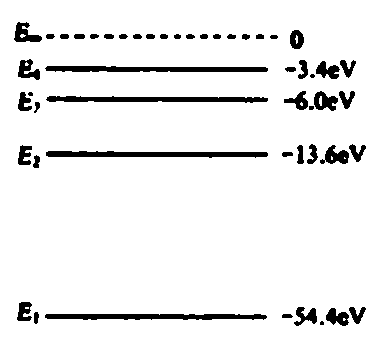 E∞ 0
E₄ -3.4eV
E₃ -6.0eV
E₂ -13.6eV
E₁ -54.4eV